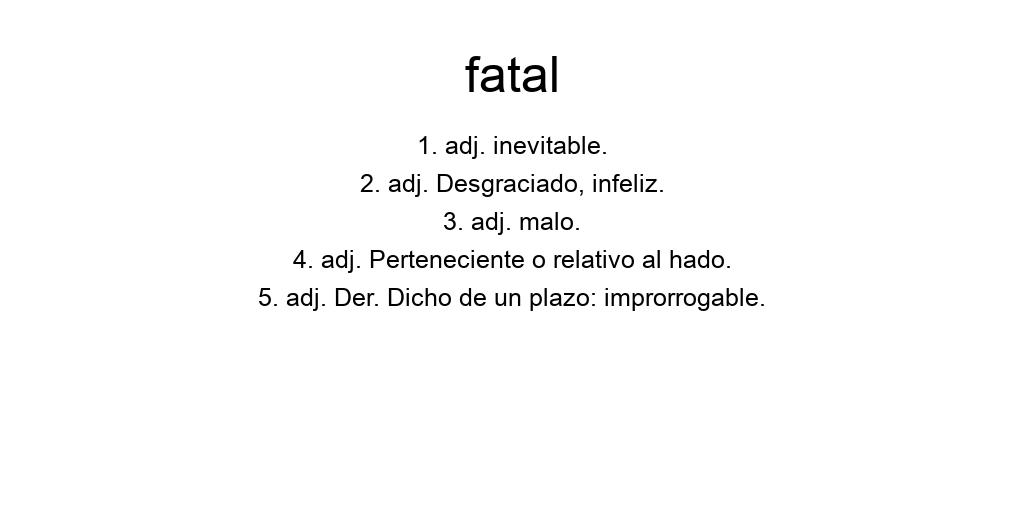 fatal
1. adj. inevitable.
2. adj. Desgraciado, infeliz.
3. adj. malo.
4. adj. Perteneciente o relativo al hado.
5. adj. Der. Dicho de un plazo: improrrogable.